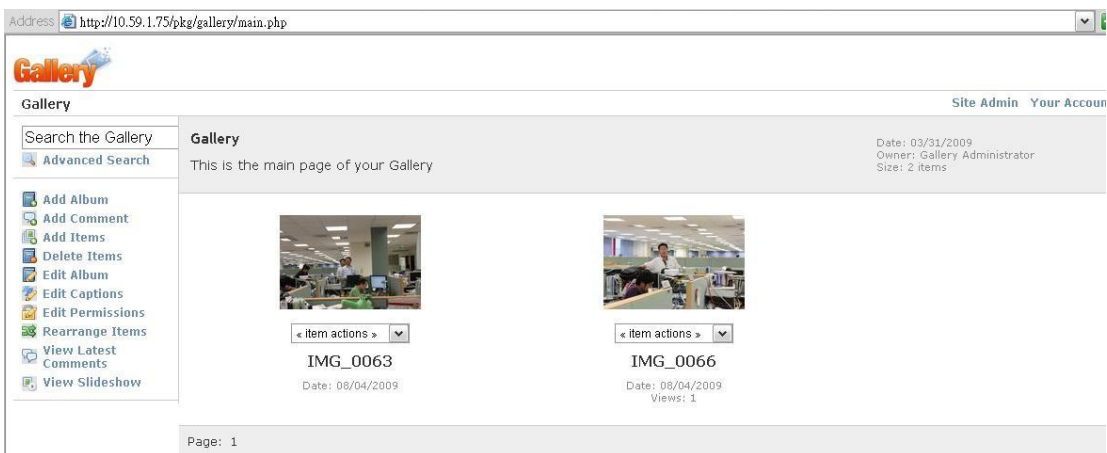 Address http://10.59.1.75/pkg/gallery/main.php
Gallery
Gallery
Site Admin Your Accoun
Search the Gallery
Advanced Search
Add Album
Add Comment
Add Items
Delete Items
Edit Album
Edit Captions
Edit Permissions
Rearrange Items
View Latest
Comments
View Slideshow
Gallery
This is the main page of your Gallery
Date: 03/31/2009
Owner: Gallery Administrator
Size: 2 items
« item actions »
IMG_0063
Date: 08/04/2009
« item actions »
IMG_0066
Date: 08/04/2009
Views: 1
Page: 1